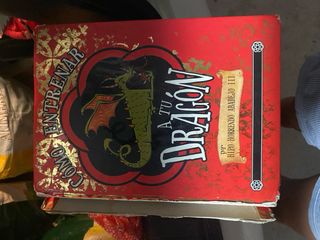 CÓMO ENTRENAR
A TU
DRAGÓN
POR
HIPO HORRENDO ABADEJO III